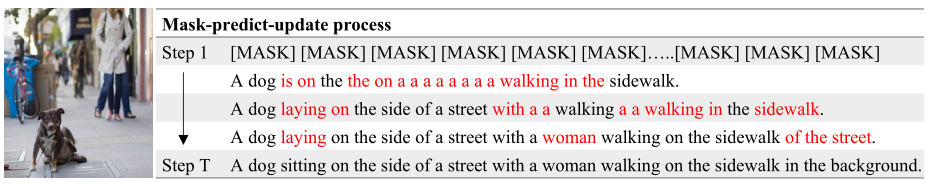 Mask-predict-update process
Step 1 [MASK] [MASK] [MASK] [MASK] [MASK] [MASK]…..[MASK] [MASK] [MASK]
A dog is on the the on a a a a a a a a walking in the sidewalk.
A dog laying on the side of a street with a a walking a a walking in the sidewalk.
A dog laying on the side of a street with a woman walking on the sidewalk of the street.
Step T A dog sitting on the side of a street with a woman walking on the sidewalk in the background.